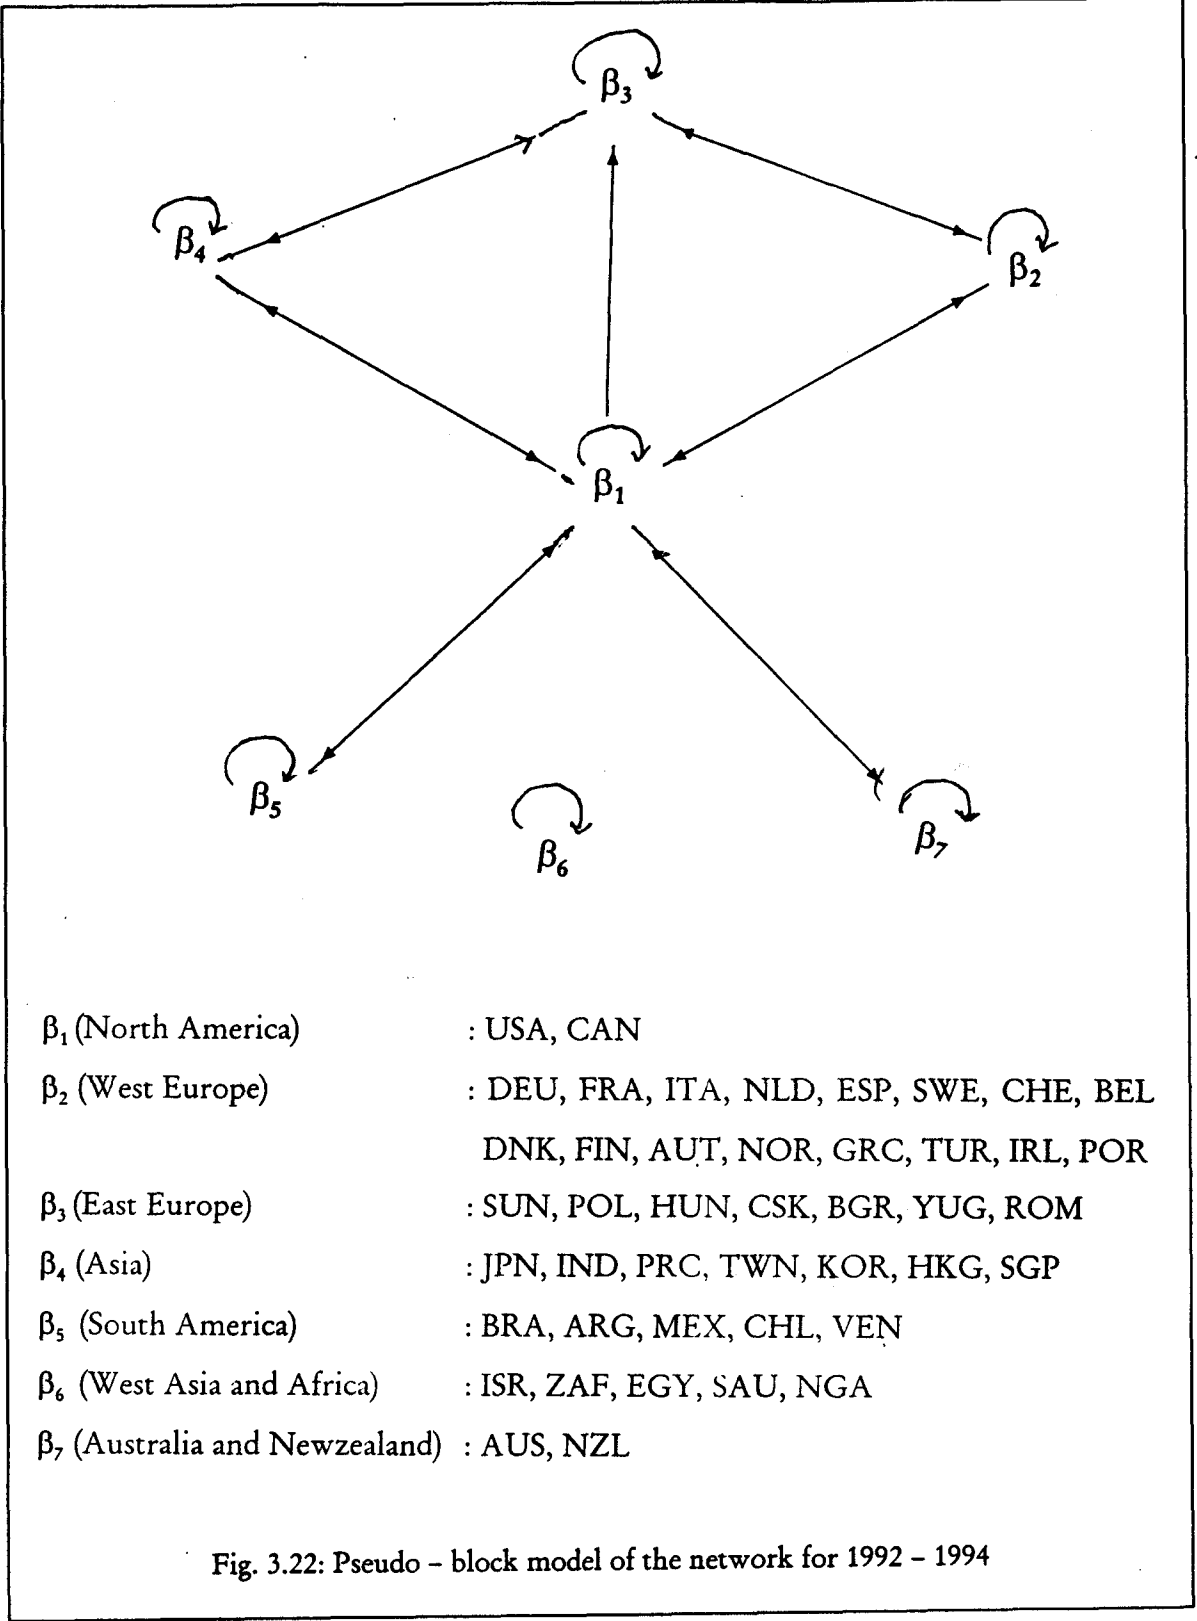 β3
β4
β2
β1
β5
β6
β7
β1 (North America) : USA, CAN
β2 (West Europe) : DEU, FRA, ITA, NLD, ESP, SWE, CHE, BEL
DNK, FIN, AUT, NOR, GRC, TUR, IRL, POR
β3 (East Europe) : SUN, POL, HUN, CSK, BGR, YUG, ROM
β4 (Asia) : JPN, IND, PRC, TWN, KOR, HKG, SGP
β5 (South America) : BRA, ARG, MEX, CHL, VEN
β6 (West Asia and Africa) : ISR, ZAF, EGY, SAU, NGA
β7 (Australia and Newzealand) : AUS, NZL
Fig. 3.22: Pseudo – block model of the network for 1992 – 1994